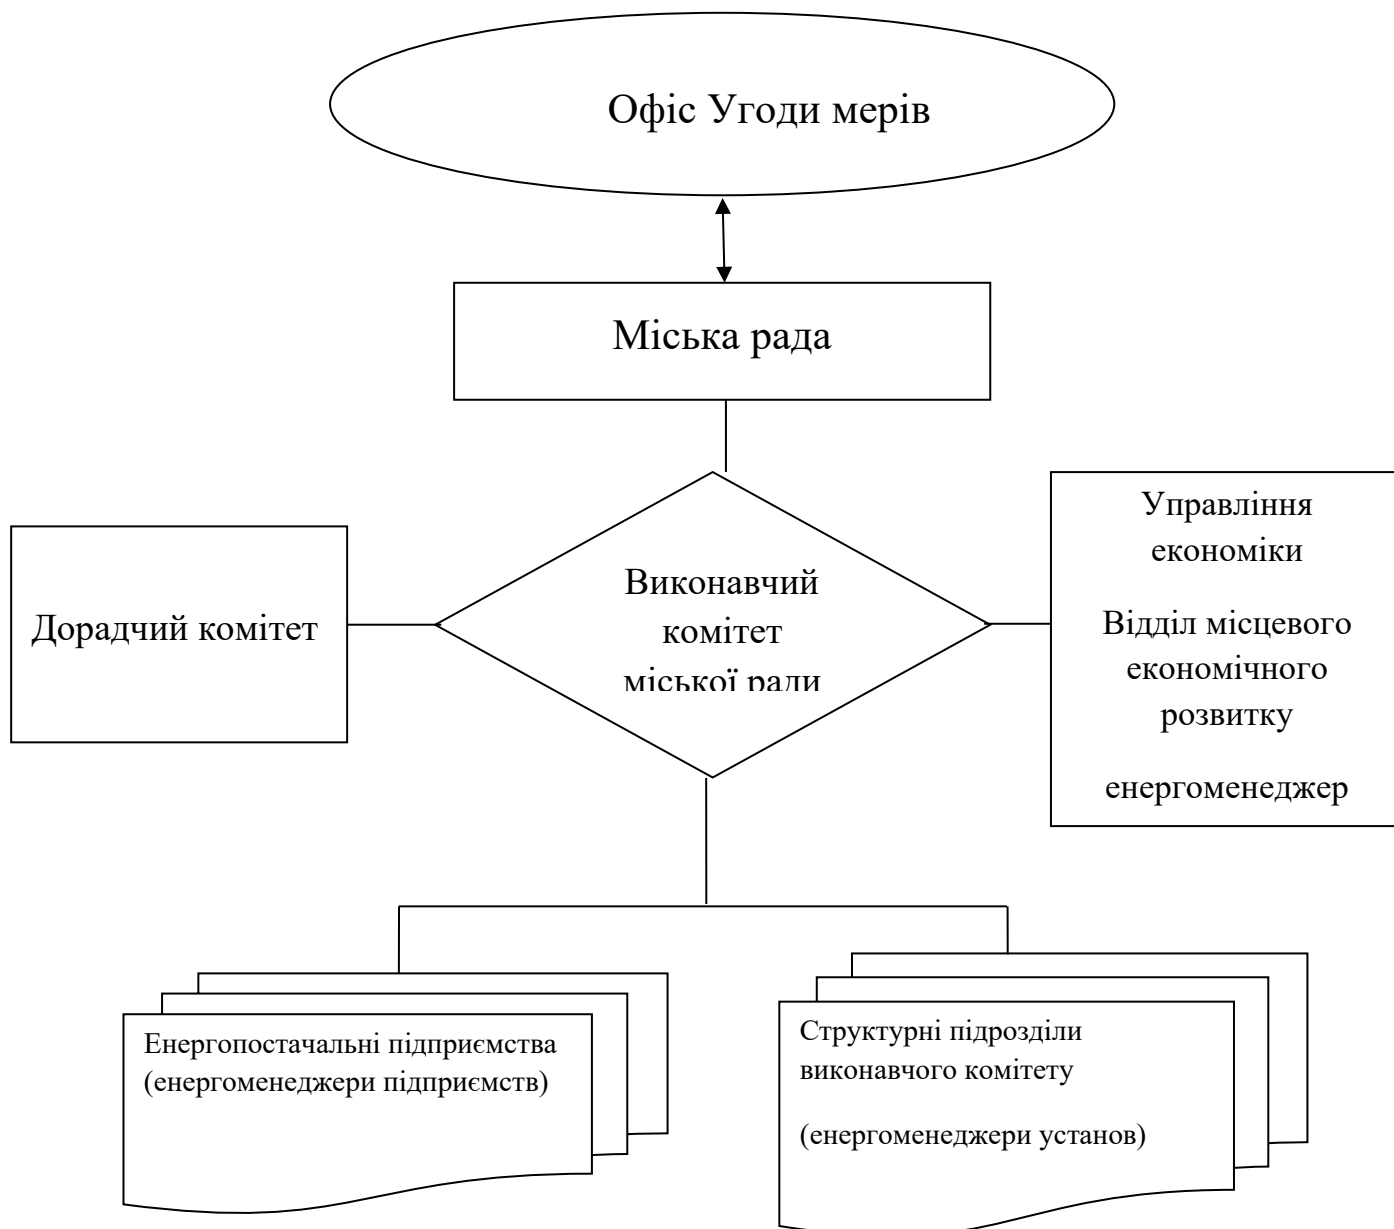 Офіс Угоди мерів
Міська рада
Дорадчий комітет
Виконавчий
комітет
міської ради
Управління
економіки
Відділ місцевого
економічного
розвитку
енергоменеджер
Енергопостачальні підприємства
(енергоменеджери підприємств)
Структурні підрозділи
виконавчого комітету
(енергоменеджери установ)